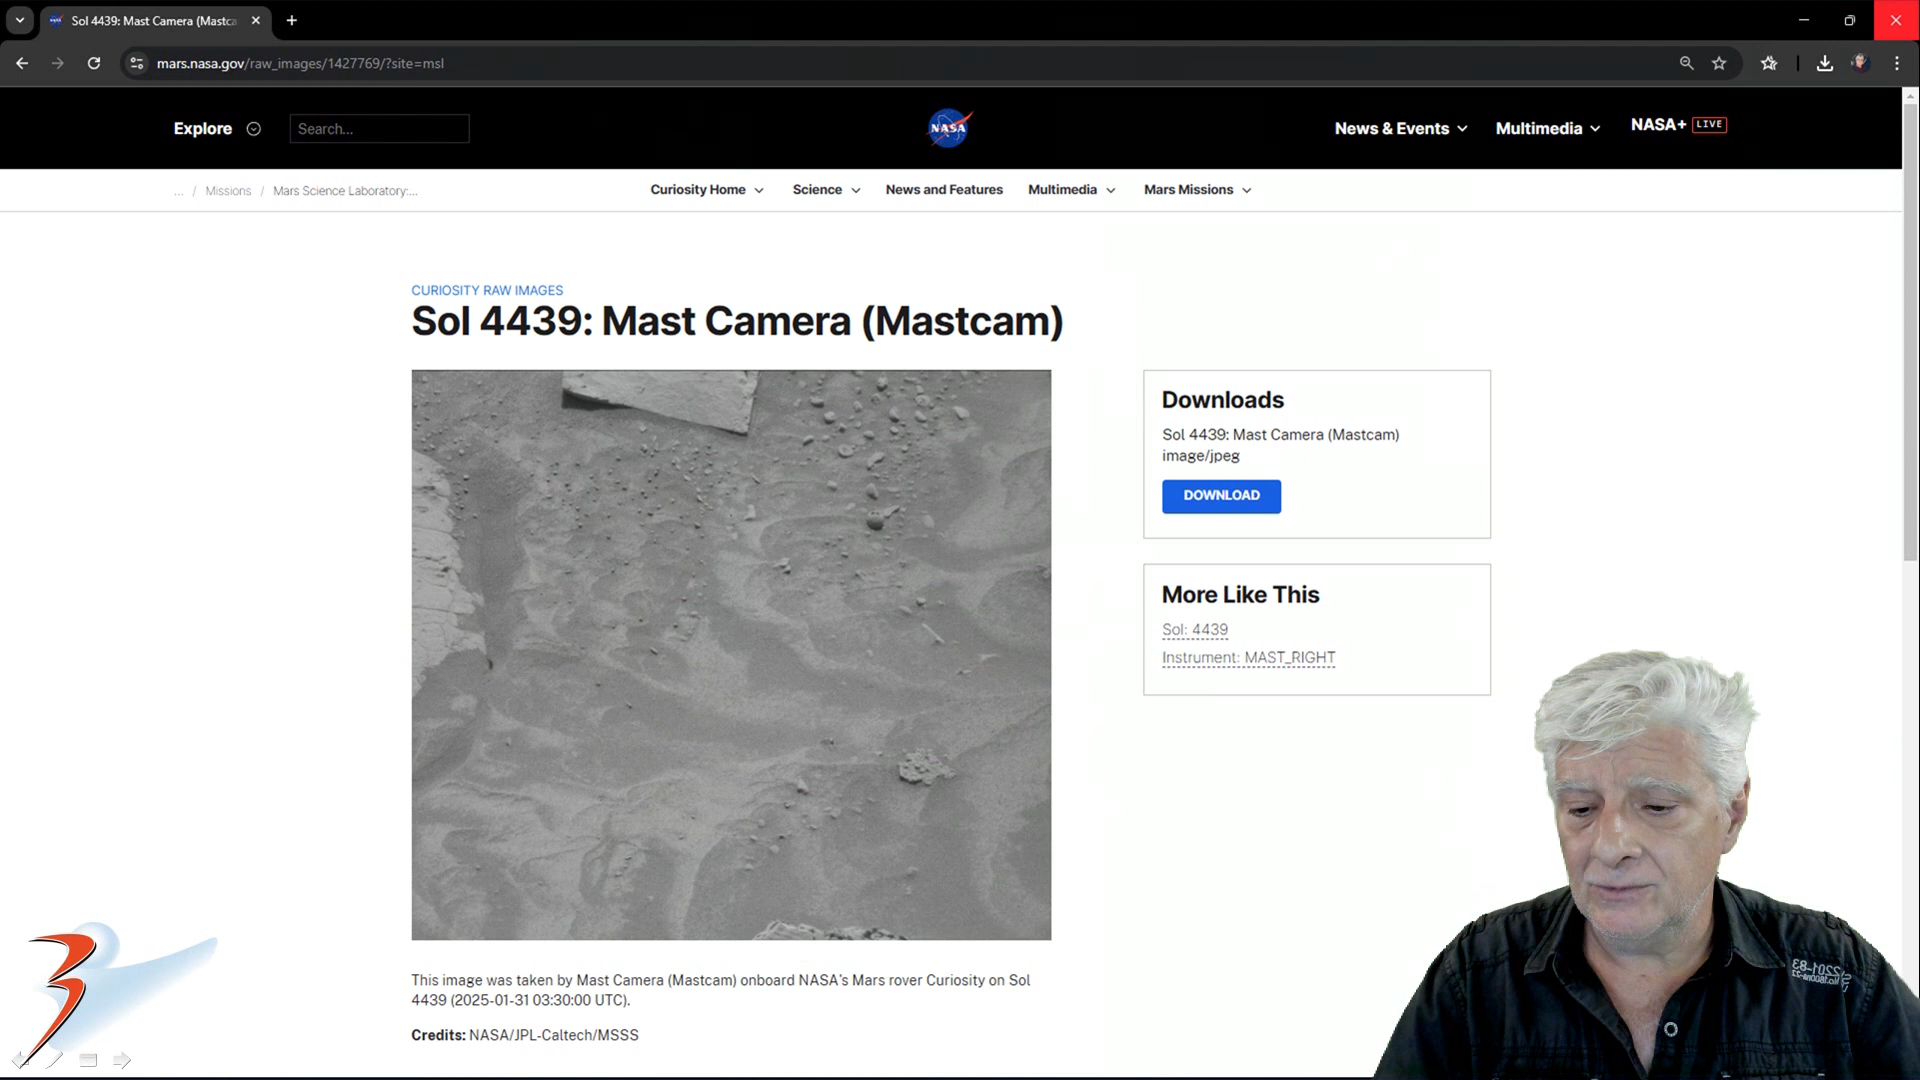 Sol 4439: Mast Camera (Mastca
mars.nasa.gov/raw_images/1427769/?site=msl
Explore
Search...
NASA
News & Events
Multimedia
NASA+ LIVE
... / Missions / Mars Science Laboratory:...
Curiosity Home
Science
News and Features
Multimedia
Mars Missions
CURIOSITY RAW IMAGES
Sol 4439: Mast Camera (Mastcam)
Downloads
Sol 4439: Mast Camera (Mastcam)
image/jpeg
DOWNLOAD
More Like This
Sol: 4439
Instrument: MAST_RIGHT
This image was taken by Mast Camera (Mastcam) onboard NASA's Mars rover Curiosity on Sol
4439 (2025-01-31 03:30:00 UTC).
Credits: NASA/JPL-Caltech/MSSS
3